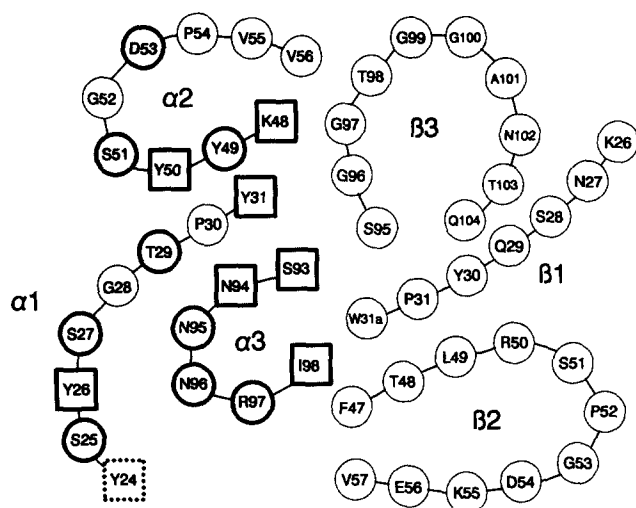 α2
D53
P54
V55
V56
G52
S51
Y50
Y49
K48
β3
G99
G100
T98
A101
G97
N102
G96
T103
S95
Q104
α1
Y31
P30
T29
G28
S27
Y26
S25
Y24
α3
S93
N94
N95
N96
R97
I98
β1
K26
N27
S28
Q29
Y30
P31
W31a
β2
F47
T48
L49
R50
S51
P52
G53
D54
K55
E56
V57